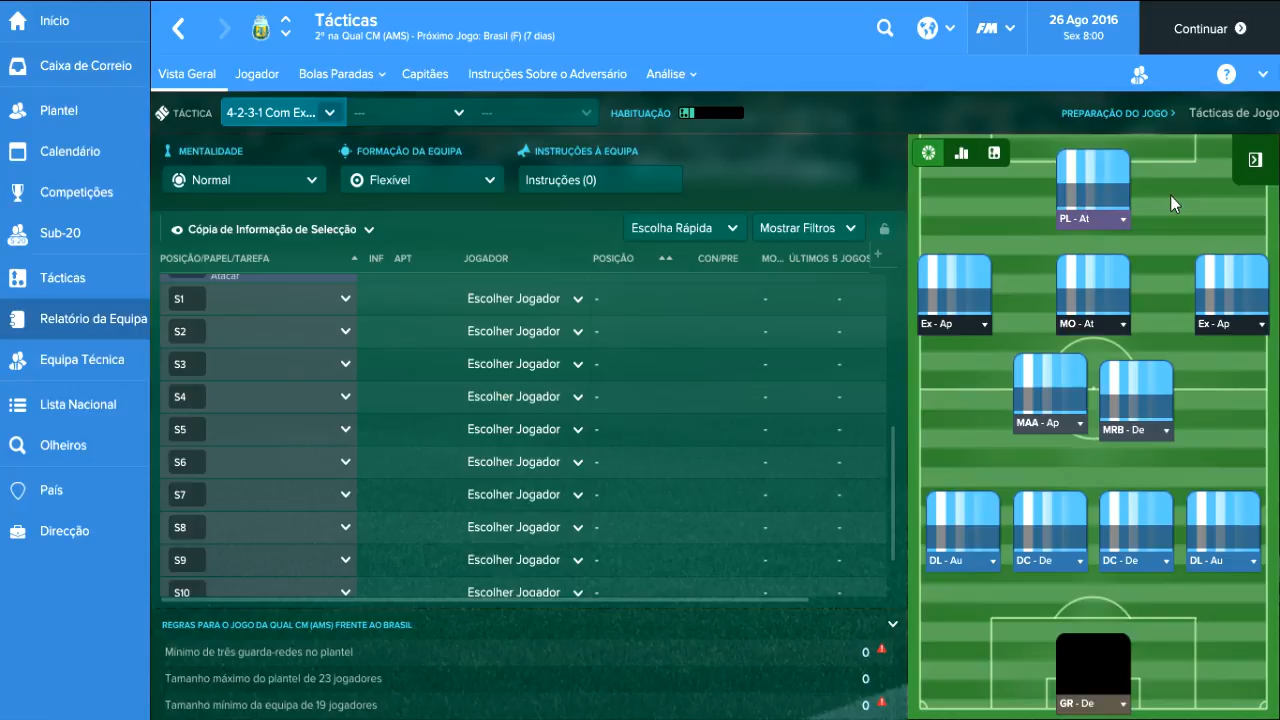 Início
Caixa de Correio
Plantel
Calendário
Competições
Sub-20
Tácticas
Relatório da Equipa
Equipa Técnica
Lista Nacional
Olheiros
País
Direcção
Tácticas
2º na Qual CM (AMS) - Próximo Jogo: Brasil (F) (7 dias)
FM
26 Ago 2016
Sex 8:00
Continuar
Vista Geral
Jogador
Bolas Paradas
Capitães
Instruções Sobre o Adversário
Análise
?
TÁCTICA
4-2-3-1 Com Ex...
---
---
HABITUAÇÃO
PREPARAÇÃO DO JOGO >
Tácticas de Jogo
MENTALIDADE
FORMAÇÃO DA EQUIPA
INSTRUÇÕES À EQUIPA
Normal
Flexível
Instruções (0)
Cópia de Informação de Selecção
Escolha Rápida
Mostrar Filtros
POSIÇÃO/PAPEL/TAREFA INF APT JOGADOR POSIÇÃO CON/PRE MO... ÚLTIMOS 5 JOGOS +
Atacar
S1 Escolher Jogador - - -
S2 Escolher Jogador - - -
S3 Escolher Jogador - - -
S4 Escolher Jogador - - -
S5 Escolher Jogador - - -
S6 Escolher Jogador - - -
S7 Escolher Jogador - - -
S8 Escolher Jogador - - -
S9 Escolher Jogador - - -
S10 Escolher Jogador - - -
REGRAS PARA O JOGO DA QUAL CM (AMS) FRENTE AO BRASIL
Mínimo de três guarda-redes no plantel 0
Tamanho máximo do plantel de 23 jogadores 0
Tamanho mínimo da equipa de 19 jogadores 0
PL - At
Ex - Ap
MO - At
Ex - Ap
MAA - Ap
MRB - De
DL - Au
DC - De
DC - De
DL - Au
GR - De